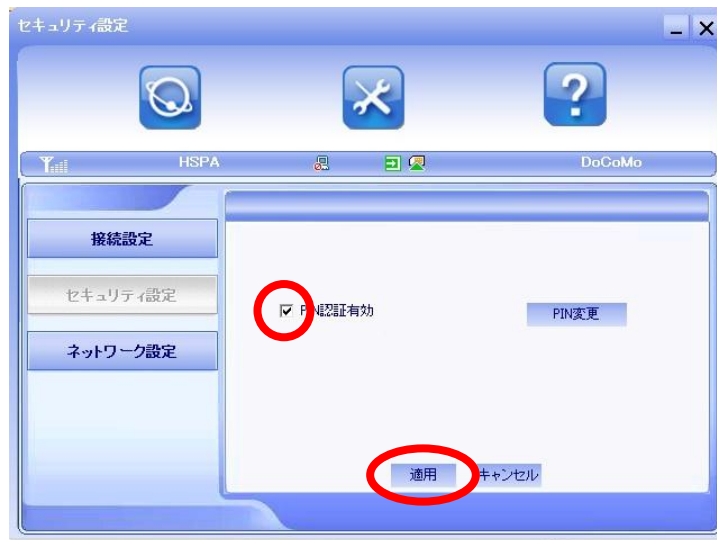 セキュリティ設定
HSPA
DoCoMo
接続設定
セキュリティ設定
ネットワーク設定
PIN認証有効
PIN変更
適用
キャンセル